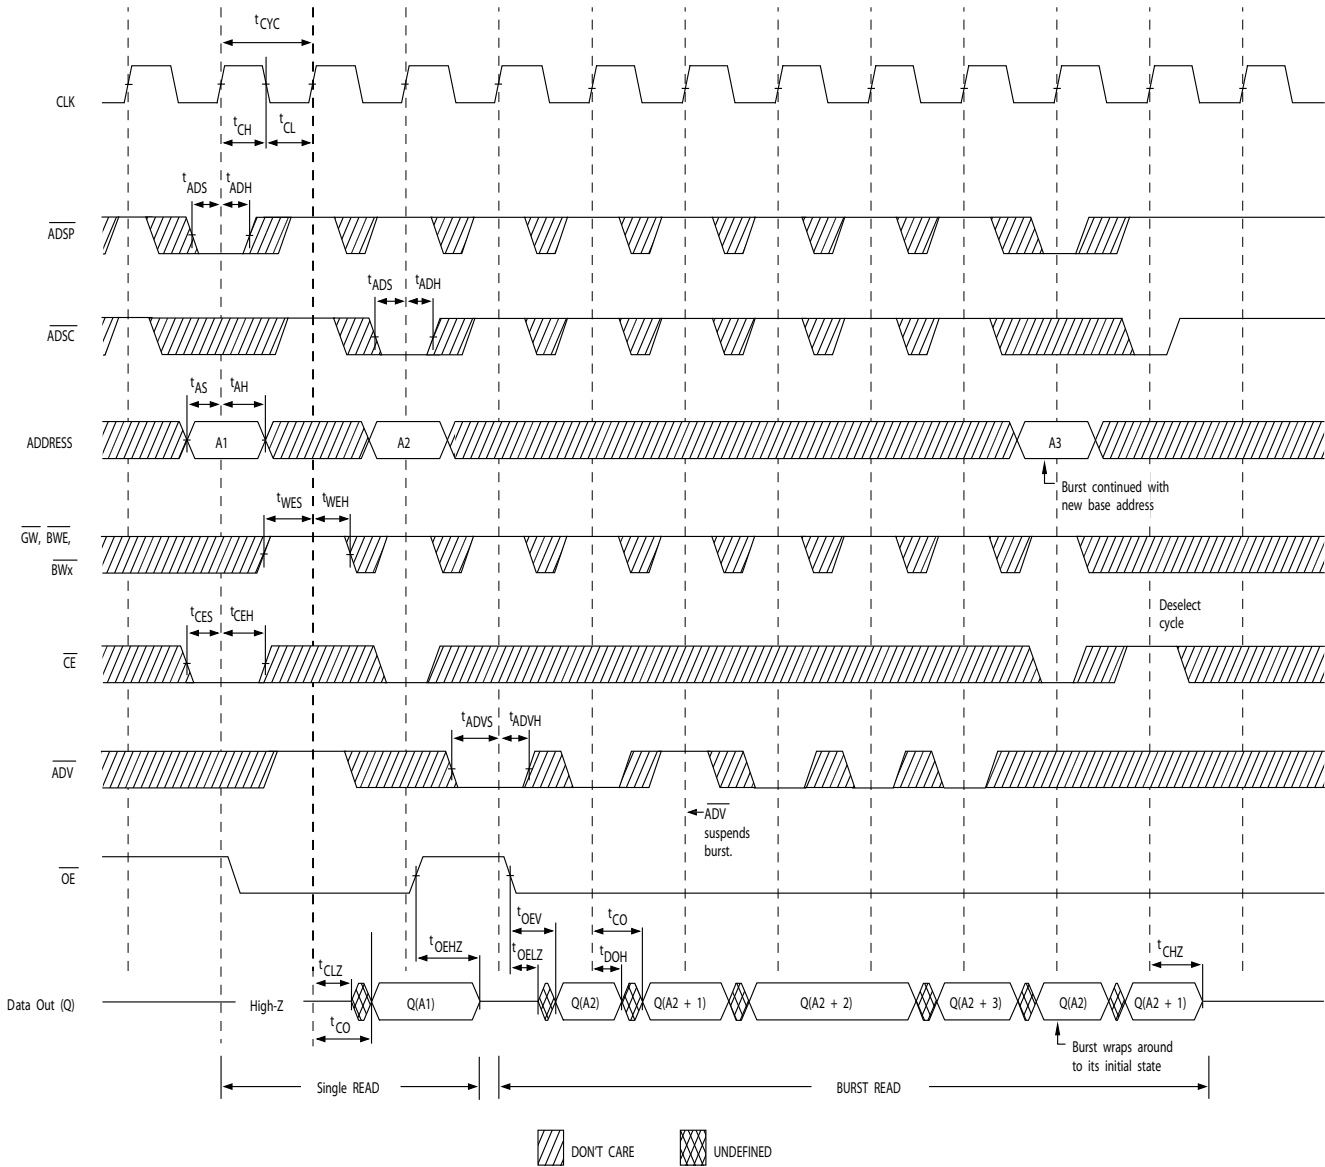 tCYC
CLK
tCH
tCL
tADS
tADH
ADSP
tADS
tADH
ADSC
tAS
tAH
ADDRESS
A1
A2
A3
Burst continued with
new base address
tWES
tWEH
GW, BWE,
BWx
Deselect
cycle
tCES
tCEH
CE
tADVS
tADVH
ADV
ADV
suspends
burst.
OE
tOEV
tCO
tOEHZ
tOELZ
tDOH
tCHZ
tCLZ
Data Out (Q)
High-Z
Q(A1)
Q(A2)
Q(A2 + 1)
Q(A2 + 2)
Q(A2 + 3)
Q(A2)
Q(A2 + 1)
tCO
Burst wraps around
to its initial state
Single READ
BURST READ
DON'T CARE
UNDEFINED